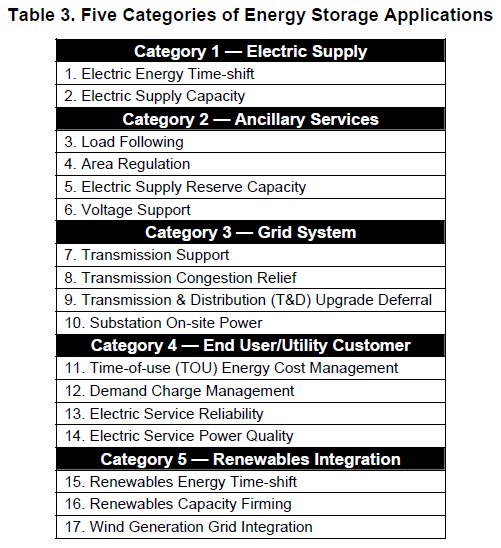 Table 3. Five Categories of Energy Storage Applications
Category 1 — Electric Supply
1. Electric Energy Time-shift
2. Electric Supply Capacity
Category 2 — Ancillary Services
3. Load Following
4. Area Regulation
5. Electric Supply Reserve Capacity
6. Voltage Support
Category 3 — Grid System
7. Transmission Support
8. Transmission Congestion Relief
9. Transmission & Distribution (T&D) Upgrade Deferral
10. Substation On-site Power
Category 4 — End User/Utility Customer
11. Time-of-use (TOU) Energy Cost Management
12. Demand Charge Management
13. Electric Service Reliability
14. Electric Service Power Quality
Category 5 — Renewables Integration
15. Renewables Energy Time-shift
16. Renewables Capacity Firming
17. Wind Generation Grid Integration